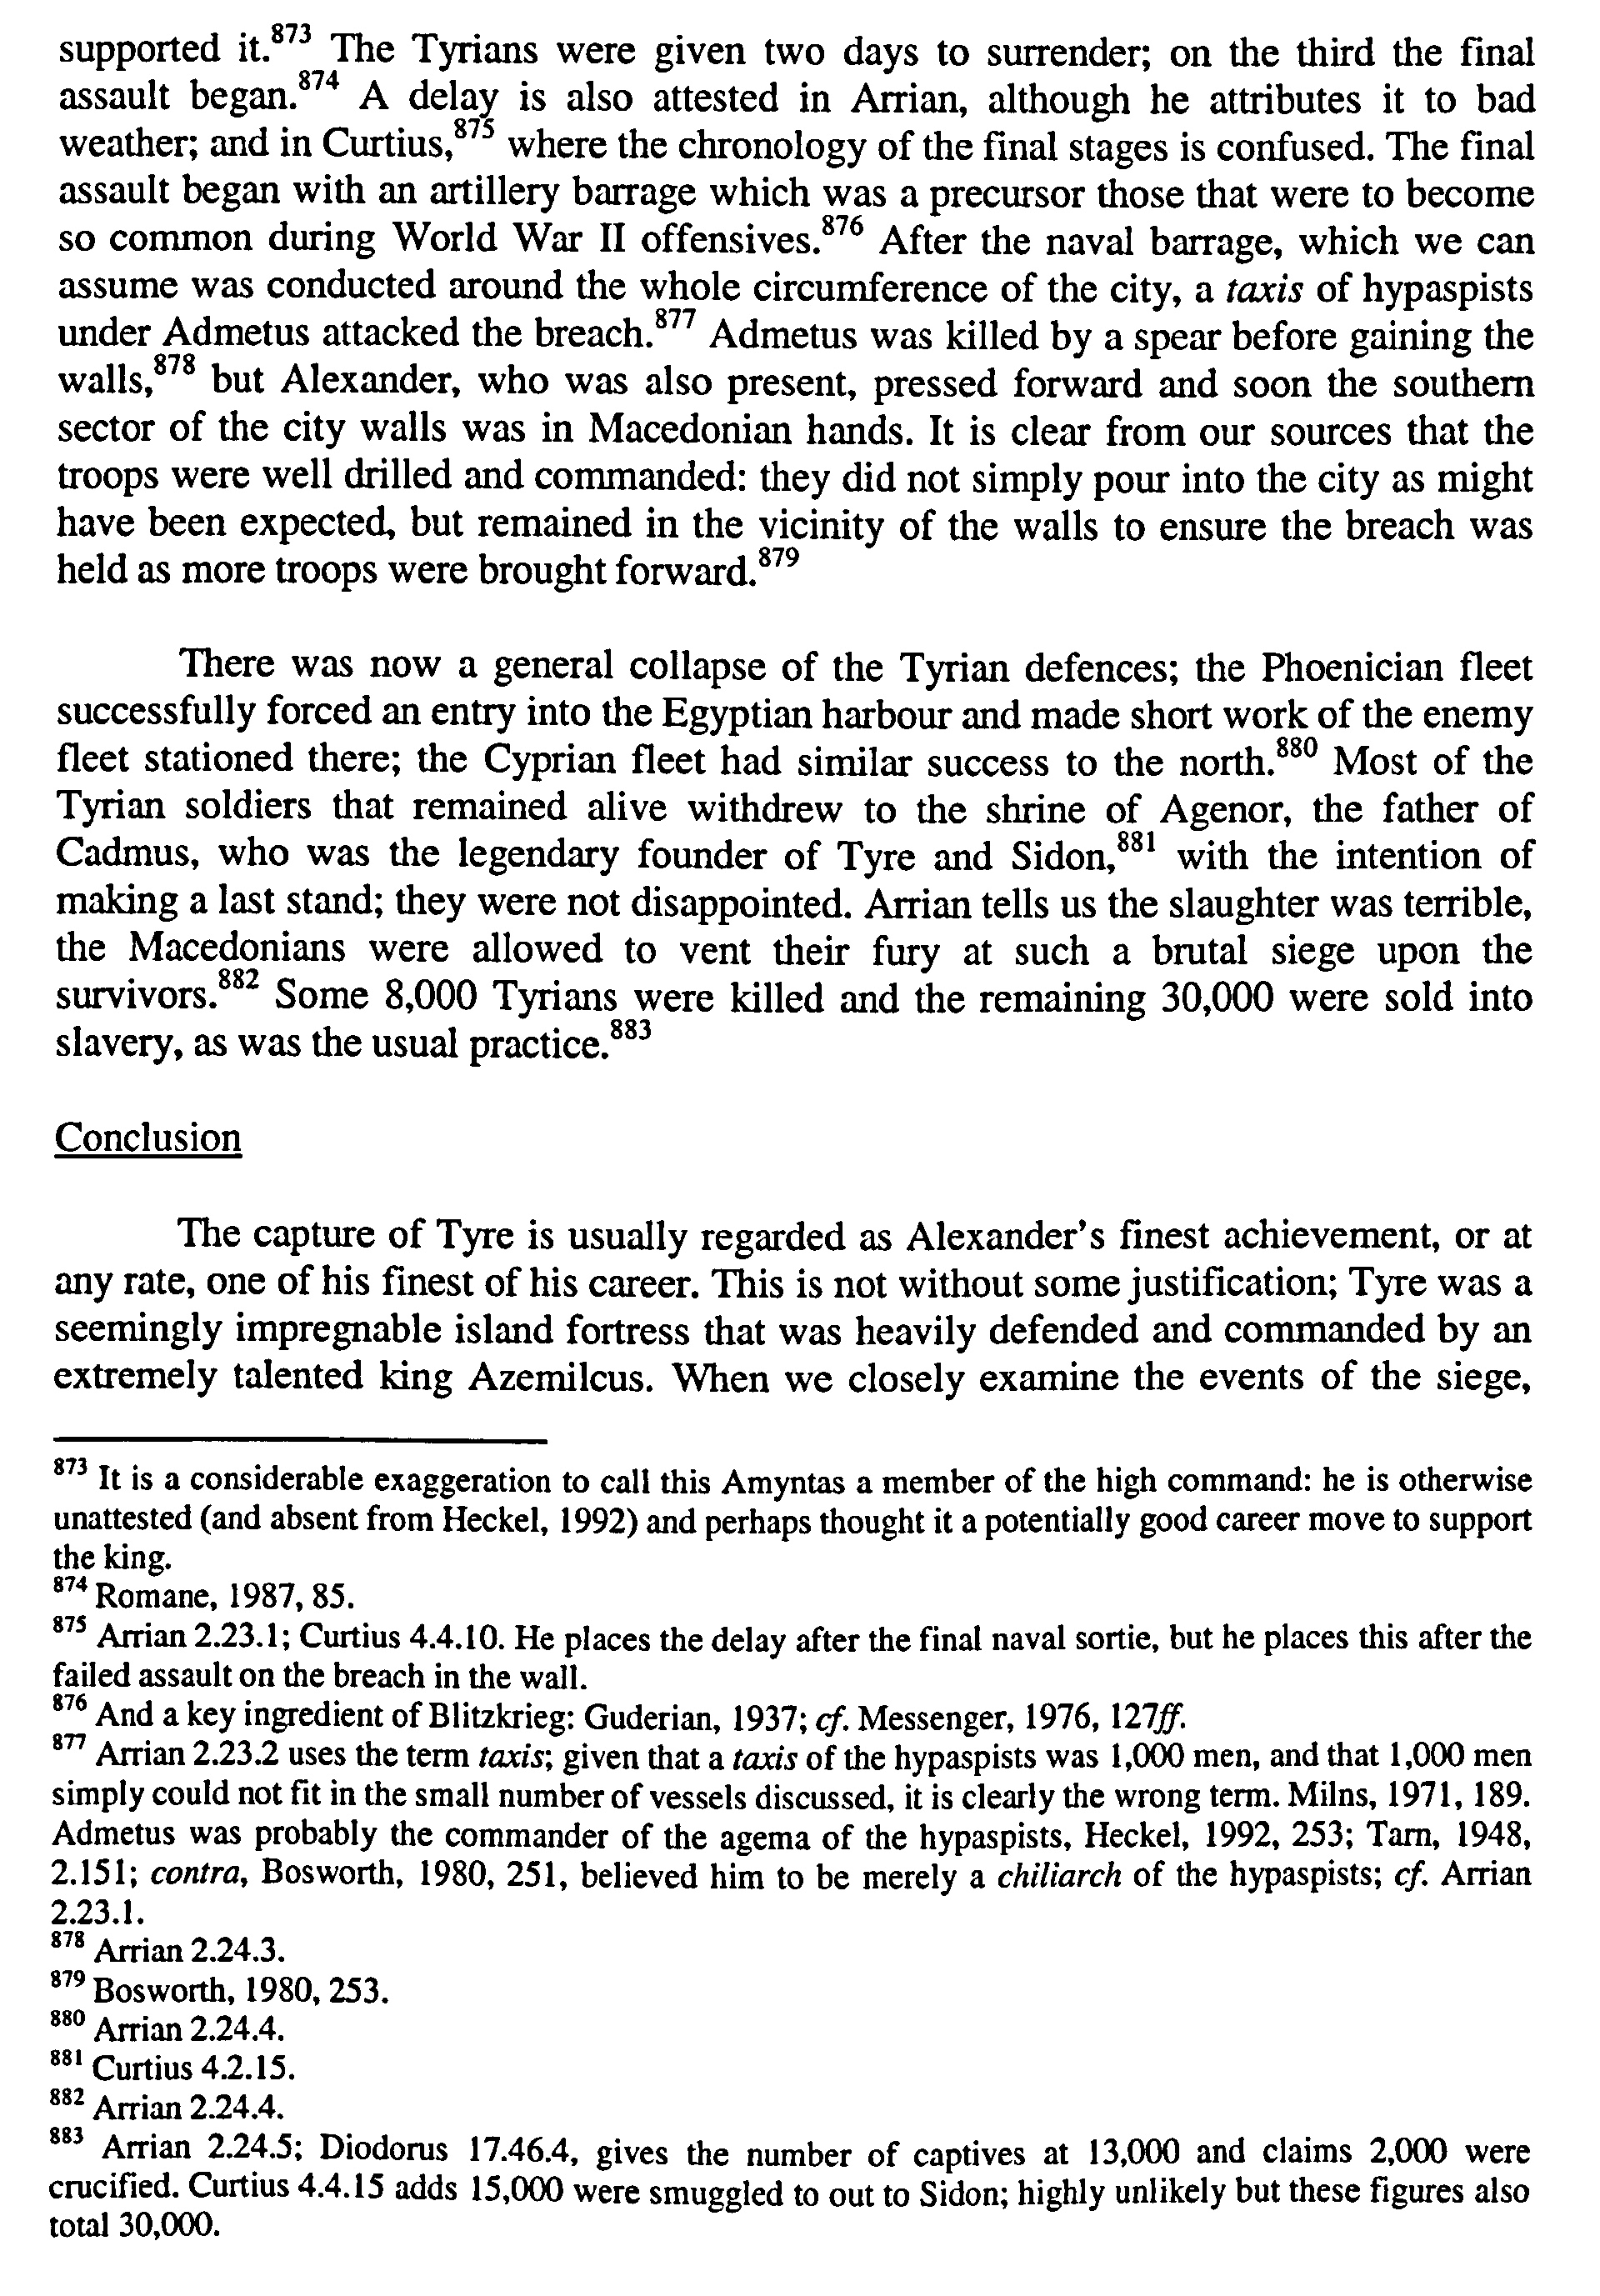 supported it.873 The Tyrians were given two days to surrender; on the third the final
assault began.874 A delay is also attested in Arrian, although he attributes it to bad
weather; and in Curtius,875 where the chronology of the final stages is confused. The final
assault began with an artillery barrage which was a precursor those that were to become
so common during World War II offensives.876 After the naval barrage, which we can
assume was conducted around the whole circumference of the city, a taxis of hypaspists
under Admetus attacked the breach.877 Admetus was killed by a spear before gaining the
walls,878 but Alexander, who was also present, pressed forward and soon the southern
sector of the city walls was in Macedonian hands. It is clear from our sources that the
troops were well drilled and commanded: they did not simply pour into the city as might
have been expected, but remained in the vicinity of the walls to ensure the breach was
held as more troops were brought forward.879
There was now a general collapse of the Tyrian defences; the Phoenician fleet
successfully forced an entry into the Egyptian harbour and made short work of the enemy
fleet stationed there; the Cyprian fleet had similar success to the north.880 Most of the
Tyrian soldiers that remained alive withdrew to the shrine of Agenor, the father of
Cadmus, who was the legendary founder of Tyre and Sidon,881 with the intention of
making a last stand; they were not disappointed. Arrian tells us the slaughter was terrible,
the Macedonians were allowed to vent their fury at such a brutal siege upon the
survivors.882 Some 8,000 Tyrians were killed and the remaining 30,000 were sold into
slavery, as was the usual practice.883
Conclusion
The capture of Tyre is usually regarded as Alexander's finest achievement, or at
any rate, one of his finest of his career. This is not without some justification; Tyre was a
seemingly impregnable island fortress that was heavily defended and commanded by an
extremely talented king Azemilcus. When we closely examine the events of the siege,
873 It is a considerable exaggeration to call this Amyntas a member of the high command: he is otherwise
unattested (and absent from Heckel, 1992) and perhaps thought it a potentially good career move to support
the king.
874 Romane, 1987, 85.
875 Arrian 2.23.1; Curtius 4.4.10. He places the delay after the final naval sortie, but he places this after the
failed assault on the breach in the wall.
876 And a key ingredient of Blitzkrieg: Guderian, 1937; cf. Messenger, 1976, 127ff.
877 Arrian 2.23.2 uses the term taxis; given that a taxis of the hypaspists was 1,000 men, and that 1,000 men
simply could not fit in the small number of vessels discussed, it is clearly the wrong term. Milns, 1971, 189.
Admetus was probably the commander of the agema of the hypaspists, Heckel, 1992, 253; Tarn, 1948,
2.151; contra, Bosworth, 1980, 251, believed him to be merely a chiliarch of the hypaspists; cf. Arrian
2.23.1.
878 Arrian 2.24.3.
879 Bosworth, 1980, 253.
880 Arrian 2.24.4.
881 Curtius 4.2.15.
882 Arrian 2.24.4.
883 Arrian 2.24.5; Diodorus 17.46.4, gives the number of captives at 13,000 and claims 2,000 were
crucified. Curtius 4.4.15 adds 15,000 were smuggled to out to Sidon; highly unlikely but these figures also
total 30,000.